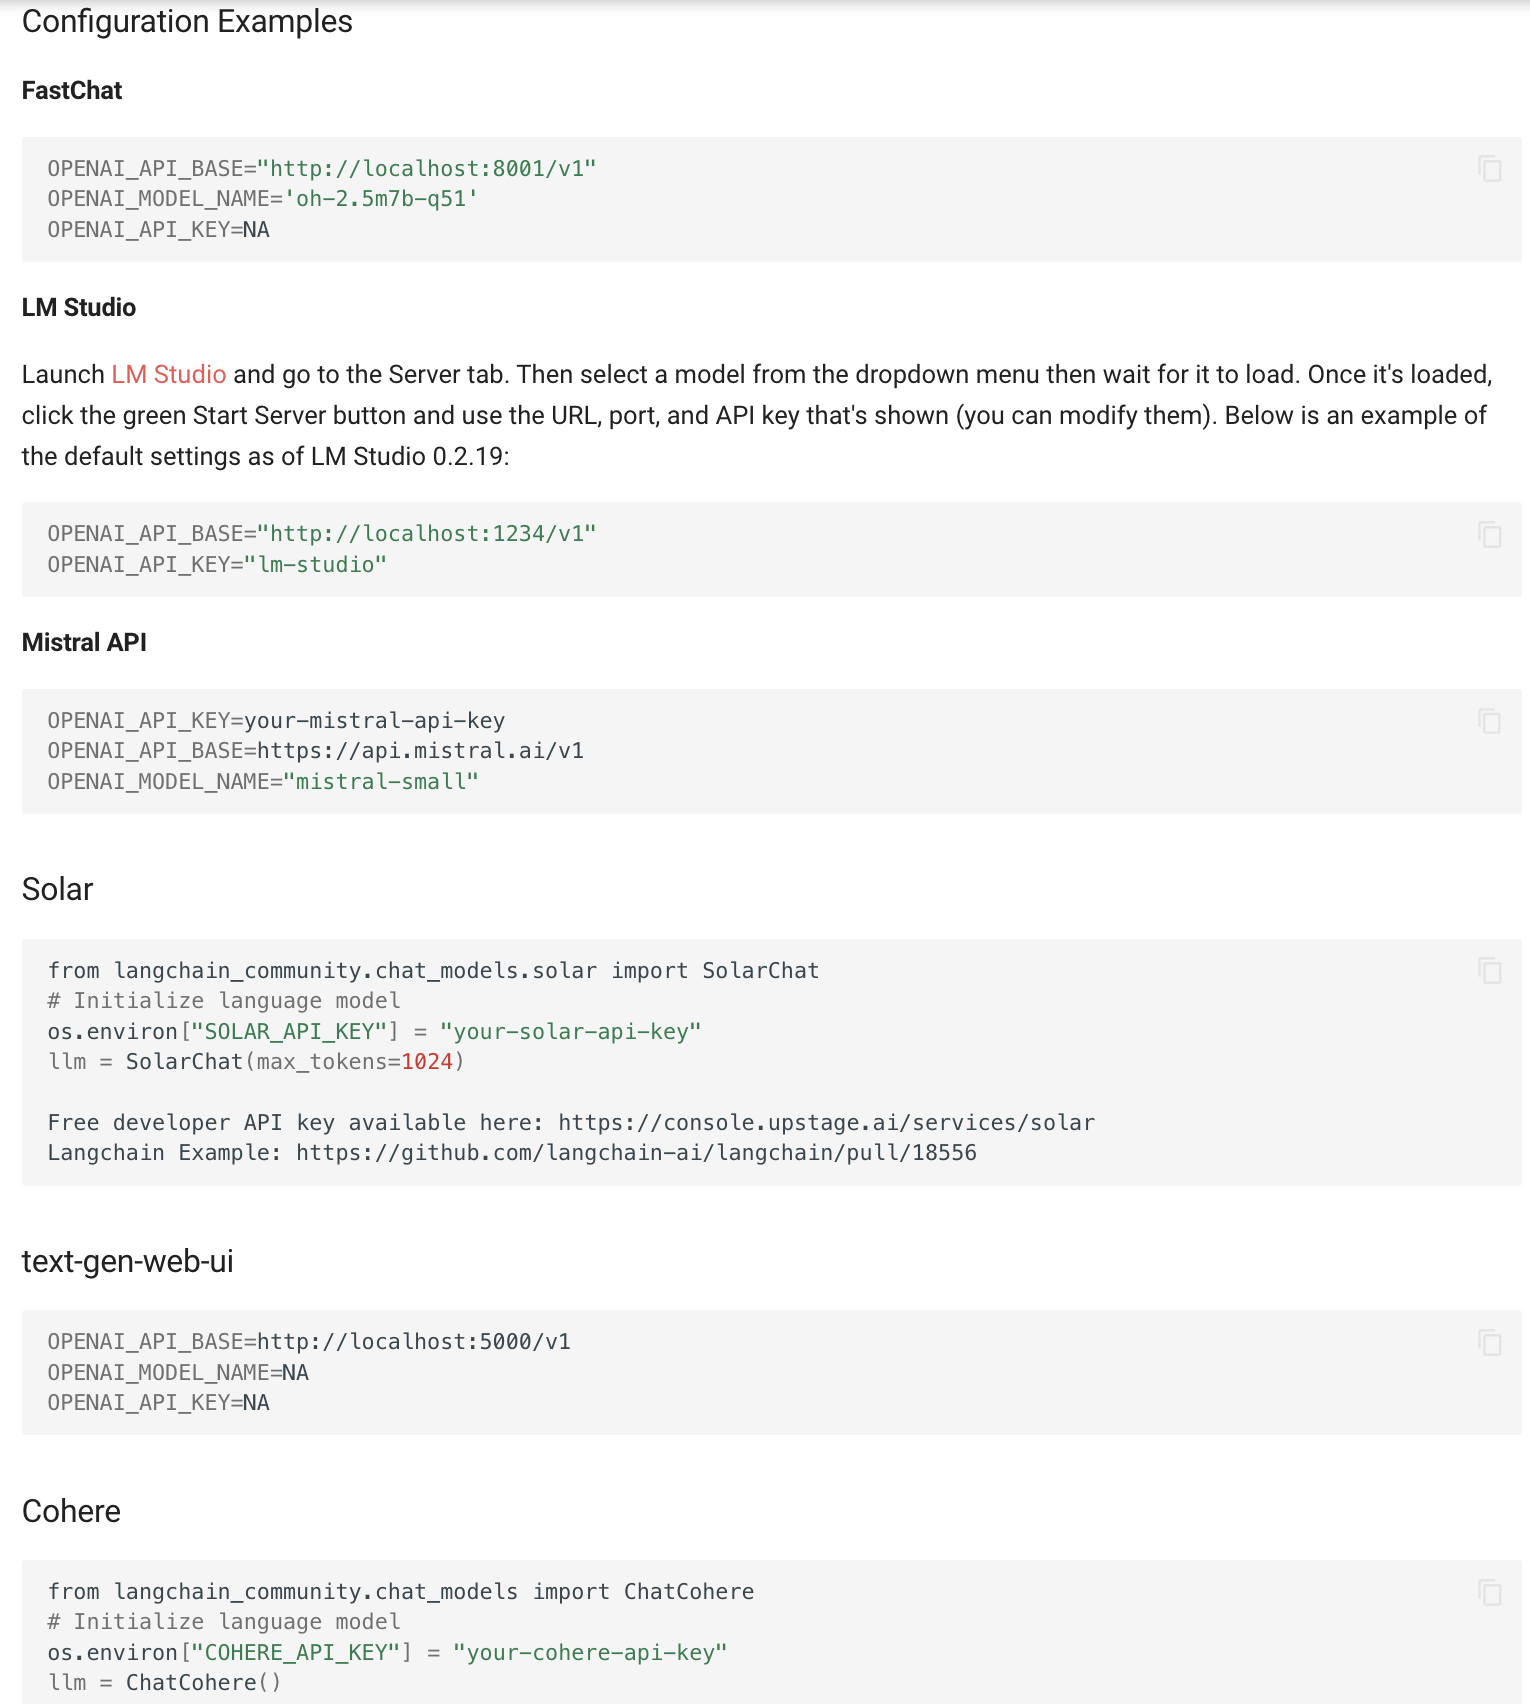 Configuration Examples
FastChat
OPENAI_API_BASE="http://localhost:8001/v1"
OPENAI_MODEL_NAME='oh-2.5m7b-q51'
OPENAI_API_KEY=NA
LM Studio
Launch LM Studio and go to the Server tab. Then select a model from the dropdown menu then wait for it to load. Once it's loaded,
click the green Start Server button and use the URL, port, and API key that's shown (you can modify them). Below is an example of
the default settings as of LM Studio 0.2.19:
OPENAI_API_BASE="http://localhost:1234/v1"
OPENAI_API_KEY="lm-studio"
Mistral API
OPENAI_API_KEY=your-mistral-api-key
OPENAI_API_BASE=https://api.mistral.ai/v1
OPENAI_MODEL_NAME="mistral-small"
Solar
from langchain_community.chat_models.solar import SolarChat
# Initialize language model
os.environ["SOLAR_API_KEY"] = "your-solar-api-key"
llm = SolarChat(max_tokens=1024)
Free developer API key available here: https://console.upstage.ai/services/solar
Langchain Example: https://github.com/langchain-ai/langchain/pull/18556
text-gen-web-ui
OPENAI_API_BASE=http://localhost:5000/v1
OPENAI_MODEL_NAME=NA
OPENAI_API_KEY=NA
Cohere
from langchain_community.chat_models import ChatCohere
# Initialize language model
os.environ["COHERE_API_KEY"] = "your-cohere-api-key"
llm = ChatCohere()